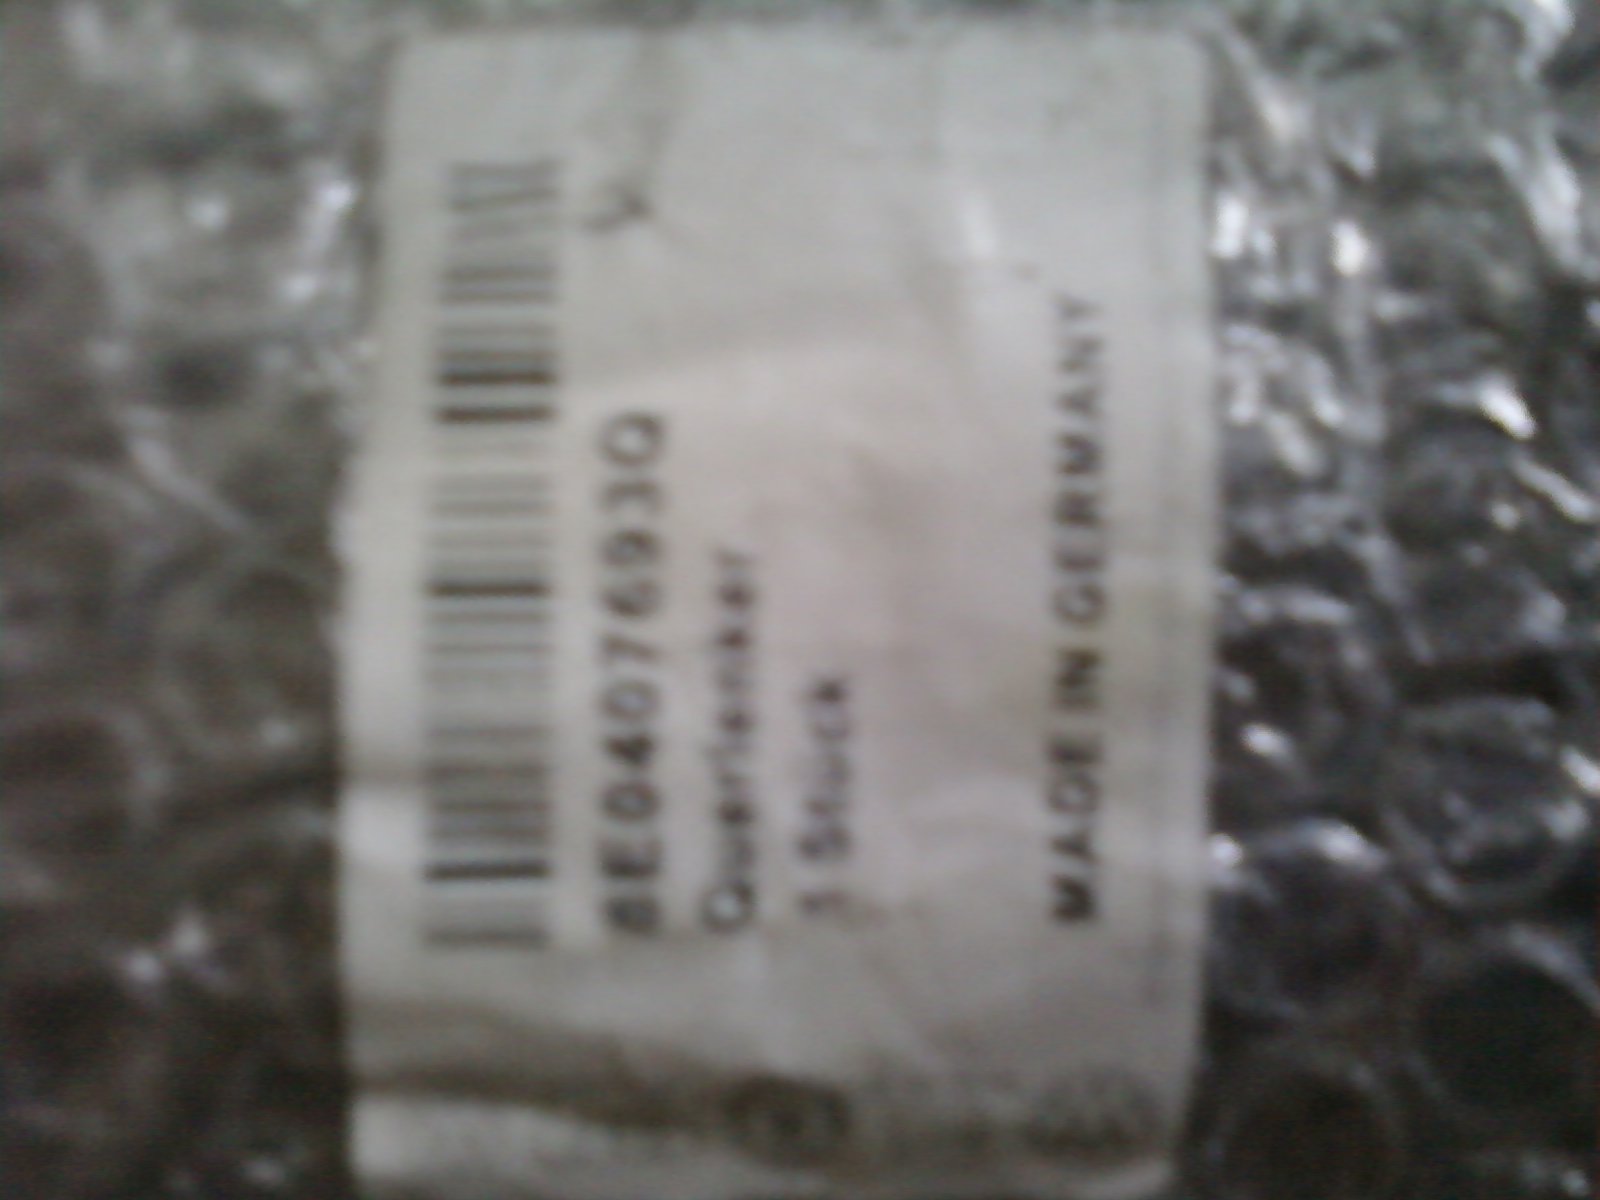 8E0407693Q
Querlenker
1 Stück
MADE IN GERMANY